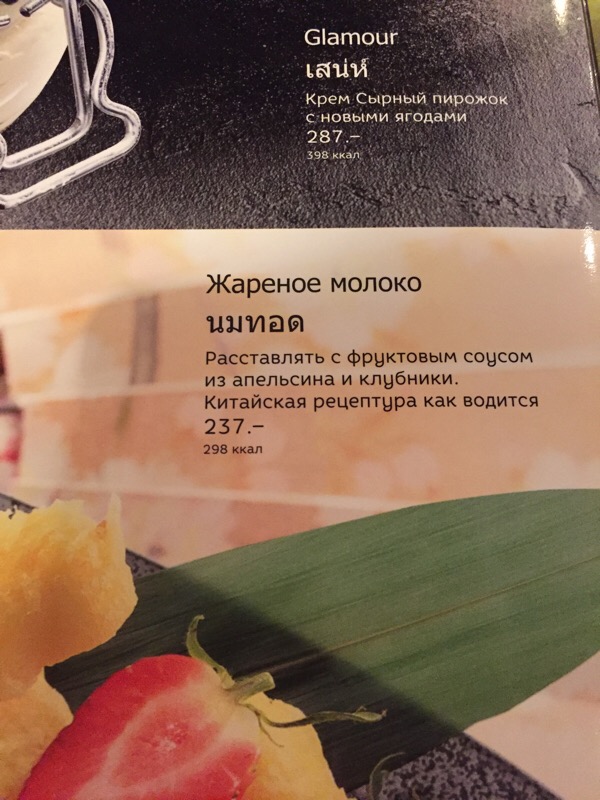 Glamour
เสน่ห์
Крем Сырный пирожок
с новыми ягодами
287.–
398 ккал
Жареное молоко
นมทอด
Расставлять с фруктовым соусом
из апельсина и клубники.
Китайская рецептура как водится
237.–
298 ккал